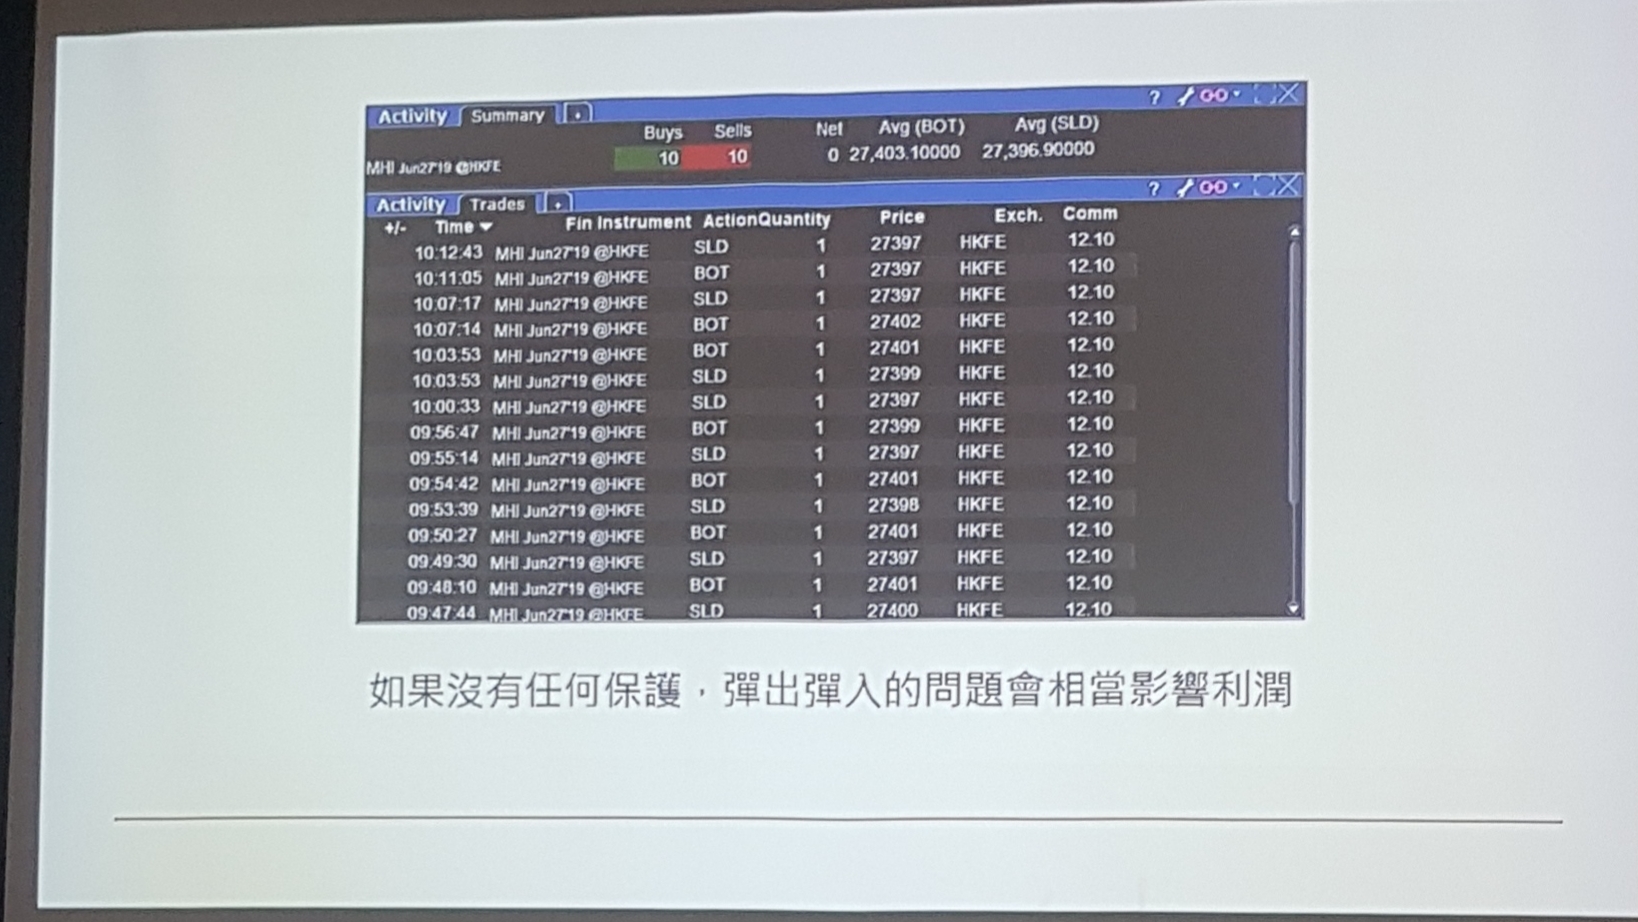 Activity Summary +
Buys Sells Net Avg (BOT) Avg (SLD)
MHI Jun27'19 @HKFE 10 10 0 27,403.10000 27,396.90000
Activity Trades +
+/- Time Fin Instrument Action Quantity Price Exch. Comm
10:12:43 MHI Jun27'19 @HKFE SLD 1 27397 HKFE 12.10
10:11:05 MHI Jun27'19 @HKFE BOT 1 27397 HKFE 12.10
10:07:17 MHI Jun27'19 @HKFE SLD 1 27397 HKFE 12.10
10:07:14 MHI Jun27'19 @HKFE BOT 1 27402 HKFE 12.10
10:03:53 MHI Jun27'19 @HKFE BOT 1 27401 HKFE 12.10
10:03:53 MHI Jun27'19 @HKFE SLD 1 27399 HKFE 12.10
10:00:33 MHI Jun27'19 @HKFE SLD 1 27397 HKFE 12.10
09:56:47 MHI Jun27'19 @HKFE BOT 1 27399 HKFE 12.10
09:55:14 MHI Jun27'19 @HKFE SLD 1 27397 HKFE 12.10
09:54:42 MHI Jun27'19 @HKFE BOT 1 27401 HKFE 12.10
09:53:39 MHI Jun27'19 @HKFE SLD 1 27398 HKFE 12.10
09:50:27 MHI Jun27'19 @HKFE BOT 1 27401 HKFE 12.10
09:49:30 MHI Jun27'19 @HKFE SLD 1 27397 HKFE 12.10
09:48:10 MHI Jun27'19 @HKFE BOT 1 27401 HKFE 12.10
09:47:44 MHI Jun27'19 @HKFE SLD 1 27400 HKFE 12.10
如果沒有任何保護，彈出彈入的問題會相當影響利潤